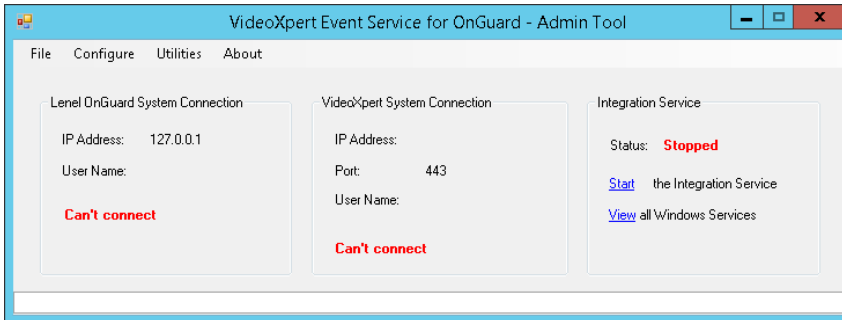 VideoXpert Event Service for OnGuard - Admin Tool
File Configure Utilities About
Lenel OnGuard System Connection
IP Address: 127.0.0.1
User Name:
Can't connect
VideoXpert System Connection
IP Address:
Port: 443
User Name:
Can't connect
Integration Service
Status: Stopped
Start the Integration Service
View all Windows Services